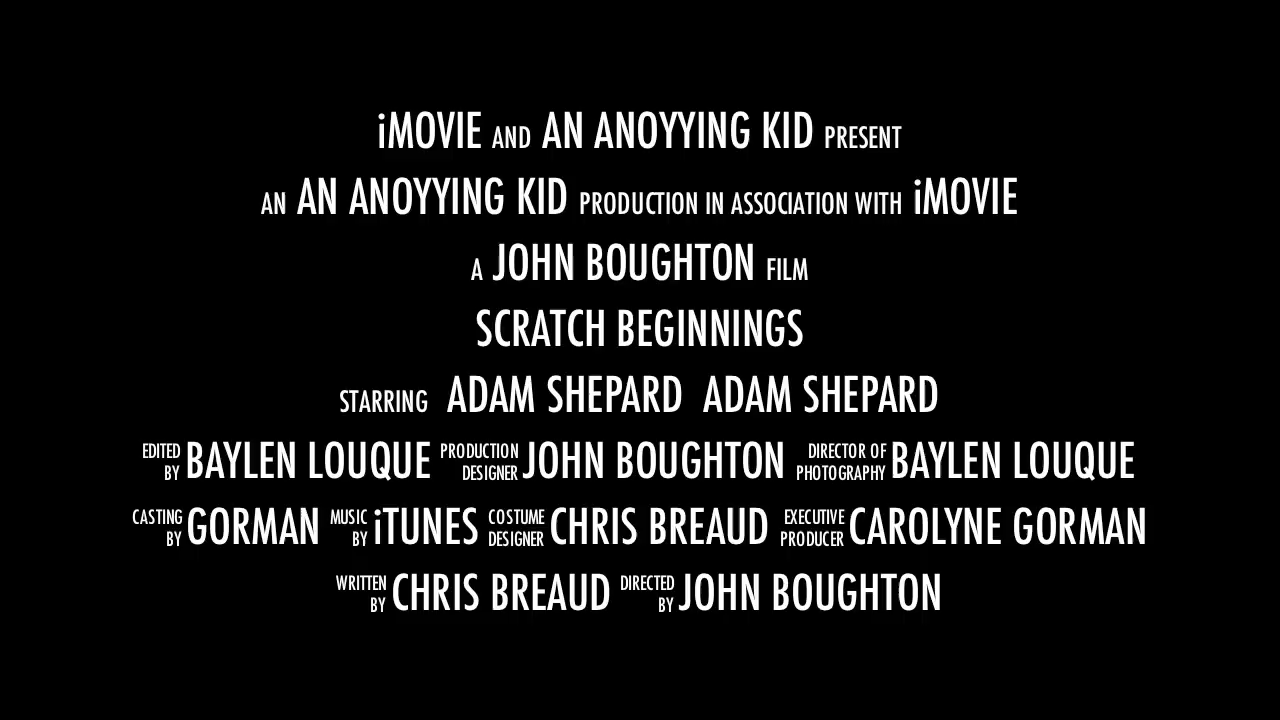 iMOVIE AND AN ANOYYING KID PRESENT
AN AN ANOYYING KID PRODUCTION IN ASSOCIATION WITH iMOVIE
A JOHN BOUGHTON FILM
SCRATCH BEGINNINGS
STARRING ADAM SHEPARD ADAM SHEPARD
EDITED BY BAYLEN LOUQUE PRODUCTION DESIGNER JOHN BOUGHTON DIRECTOR OF PHOTOGRAPHY BAYLEN LOUQUE
CASTING BY GORMAN MUSIC BY iTUNES COSTUME DESIGNER CHRIS BREAUD EXECUTIVE PRODUCER CAROLYNE GORMAN
WRITTEN BY CHRIS BREAUD DIRECTED BY JOHN BOUGHTON